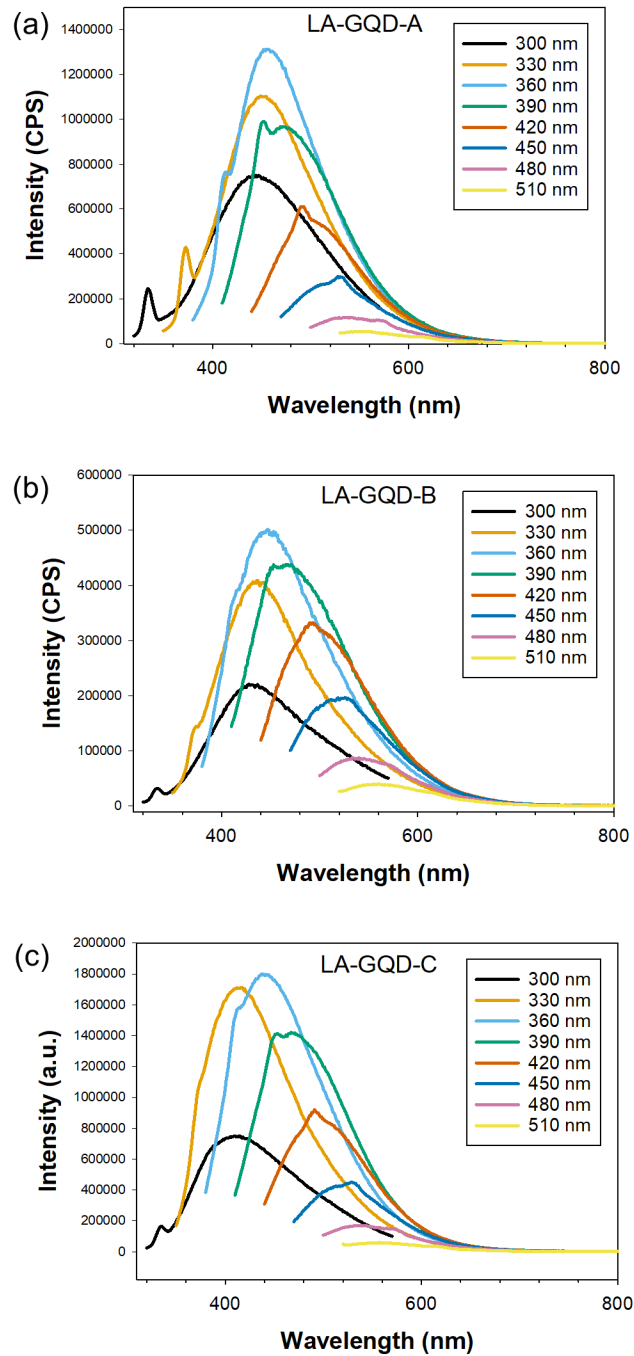 (a)
LA-GQD-A
1400000
1200000
1000000
800000
600000
400000
200000
0
Intensity (CPS)
300 nm
330 nm
360 nm
390 nm
420 nm
450 nm
480 nm
510 nm
400
600
800
Wavelength (nm)
(b)
LA-GQD-B
600000
500000
400000
300000
200000
100000
0
Intensity (CPS)
300 nm
330 nm
360 nm
390 nm
420 nm
450 nm
480 nm
510 nm
400
600
800
Wavelength (nm)
(c)
LA-GQD-C
2000000
1800000
1600000
1400000
1200000
1000000
800000
600000
400000
200000
0
Intensity (a.u.)
300 nm
330 nm
360 nm
390 nm
420 nm
450 nm
480 nm
510 nm
400
600
800
Wavelength (nm)